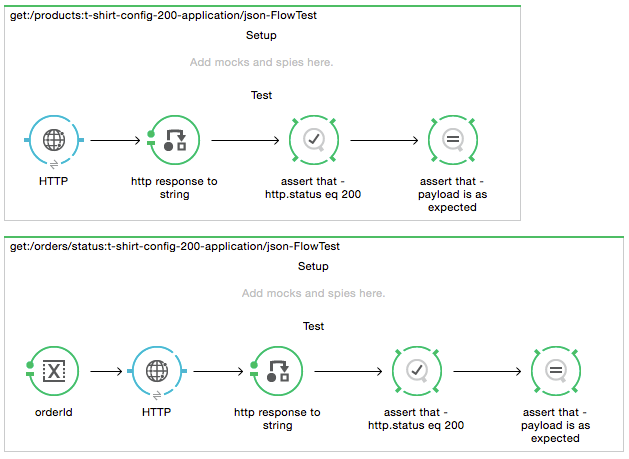 get:/products:t-shirt-config-200-application/json-FlowTest
Setup
Add mocks and spies here.
Test
HTTP
http response to
string
assert that -
http.status eq 200
assert that -
payload is as
expected
get:/orders/status:t-shirt-config-200-application/json-FlowTest
Setup
Add mocks and spies here.
Test
orderId
HTTP
http response to
string
assert that -
http.status eq 200
assert that -
payload is as
expected